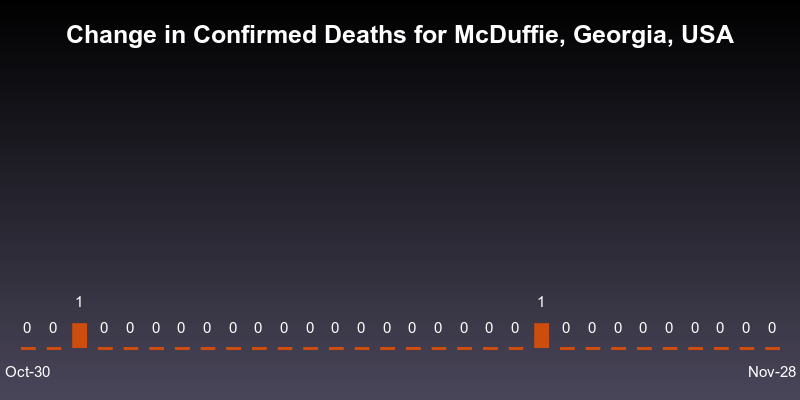 Change in Confirmed Deaths for McDuffie, Georgia, USA
0 0 1 0 0 0 0 0 0 0 0 0 0 0 0 0 0 0 0 0 1 0 0 0 0 0 0 0 0 0
Oct-30 Nov-28